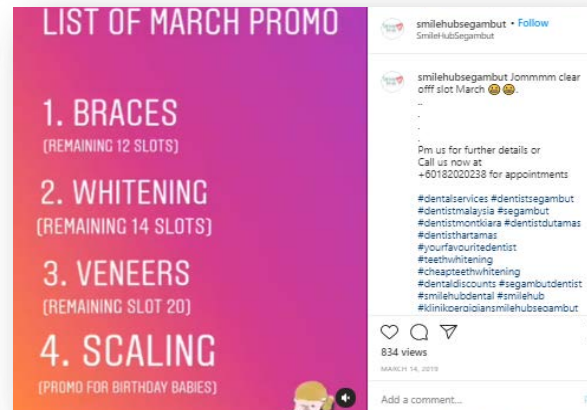 LIST OF MARCH PROMO
1. BRACES
(REMAINING 12 SLOTS)
2. WHITENING
(REMAINING 14 SLOTS)
3. VENEERS
(REMAINING SLOT 20)
4. SCALING
(PROMO FOR BIRTHDAY BABIES)
smilehubsegambut • Follow
SmileHubSegambut
smilehubsegambut Jommmm clear
offf slot March 😆😆.
..
.
.
.
Pm us for further details or
Call us now at
+60182020238 for appointments
#dentalservices #dentistsegambut
#dentistmalaysia #segambut
#dentistmontkiara #dentistdutamas
#dentisthartamas
#yourfavouritedentist
#teethwhitening
#cheapteethwhitening
#dentaldiscounts #segambutdentist
#smilehubdental #smilehub
#klinikpergigiansmilehubsegambut
834 views
MARCH 14, 2019
Add a comment...